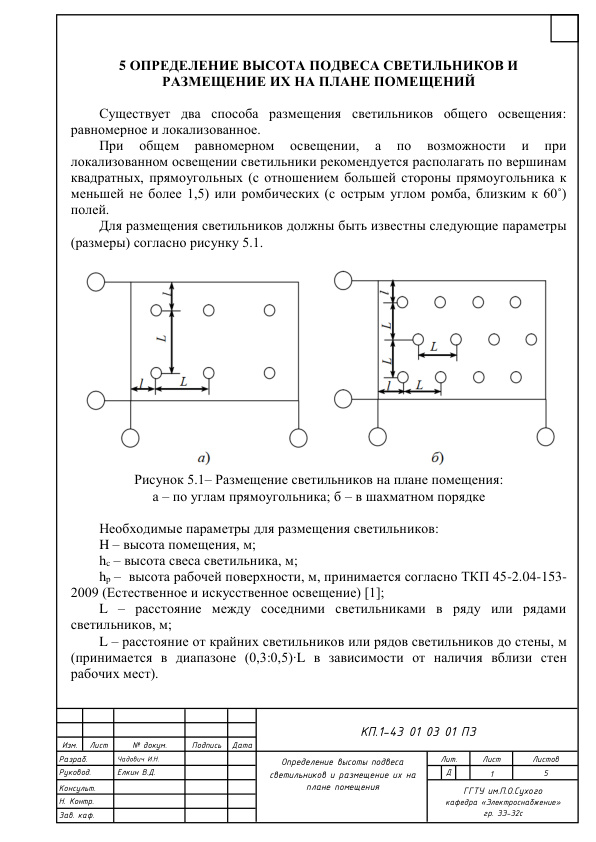 5 ОПРЕДЕЛЕНИЕ ВЫСОТА ПОДВЕСА СВЕТИЛЬНИКОВ И
РАЗМЕЩЕНИЕ ИХ НА ПЛАНЕ ПОМЕЩЕНИЙ
Существует два способа размещения светильников общего освещения:
равномерное и локализованное.
При общем равномерном освещении, а по возможности и при
локализованном освещении светильники рекомендуется располагать по вершинам
квадратных, прямоугольных (с отношением большей стороны прямоугольника к
меньшей не более 1,5) или ромбических (с острым углом ромба, близким к 60˚)
полей.
Для размещения светильников должны быть известны следующие параметры
(размеры) согласно рисунку 5.1.
l
L
l
L
l
L
L
L
l
L
а)
б)
Рисунок 5.1– Размещение светильников на плане помещения:
а – по углам прямоугольника; б – в шахматном порядке
Необходимые параметры для размещения светильников:
H – высота помещения, м;
hс – высота свеса светильника, м;
hр – высота рабочей поверхности, м, принимается согласно ТКП 45-2.04-153-
2009 (Естественное и искусственное освещение) [1];
L – расстояние между соседними светильниками в ряду или рядами
светильников, м;
L – расстояние от крайних светильников или рядов светильников до стены, м
(принимается в диапазоне (0,3:0,5)·L в зависимости от наличия вблизи стен
рабочих мест).
КП.1-43 01 03 01 ПЗ
Изм. Лист № докум. Подпись Дата
Разраб. Чадович И.Н.
Руковод. Елкин В.Д.
Консульт.
Н. Контр.
Зав. каф.
Определение высоты подвеса
светильников и размещение их на
плане помещения
Лит. Лист Листов
Д 1 5
ГГТУ им.П.О.Сухого
кафедра «Электроснабжение»
гр. ЗЭ-32с